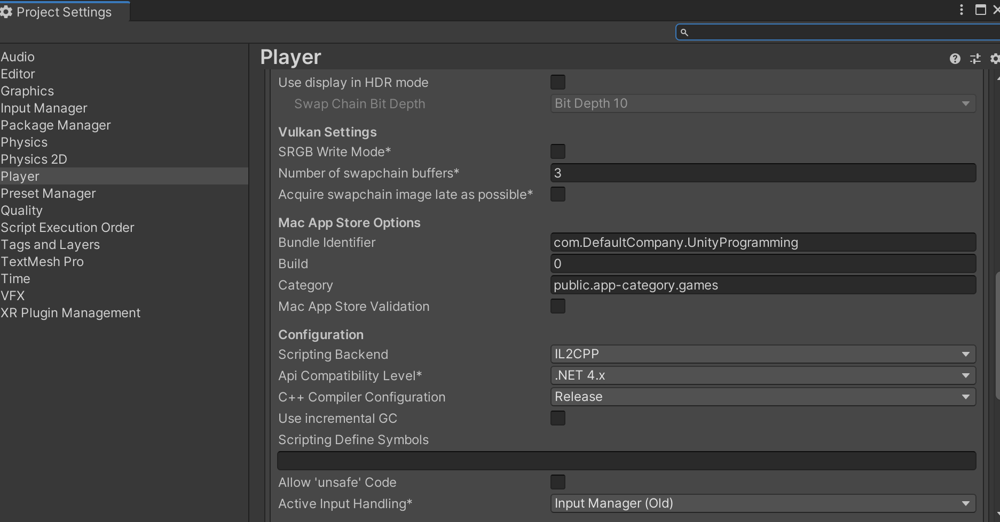 Project Settings
Audio
Editor
Graphics
Input Manager
Package Manager
Physics
Physics 2D
Player
Preset Manager
Quality
Script Execution Order
Tags and Layers
TextMesh Pro
Time
VFX
XR Plugin Management
Player
Use display in HDR mode
Swap Chain Bit Depth Bit Depth 10
Vulkan Settings
SRGB Write Mode*
Number of swapchain buffers* 3
Acquire swapchain image late as possible*
Mac App Store Options
Bundle Identifier com.DefaultCompany.UnityProgramming
Build 0
Category public.app-category.games
Mac App Store Validation
Configuration
Scripting Backend IL2CPP
Api Compatibility Level* .NET 4.x
C++ Compiler Configuration Release
Use incremental GC
Scripting Define Symbols
Allow 'unsafe' Code
Active Input Handling* Input Manager (Old)